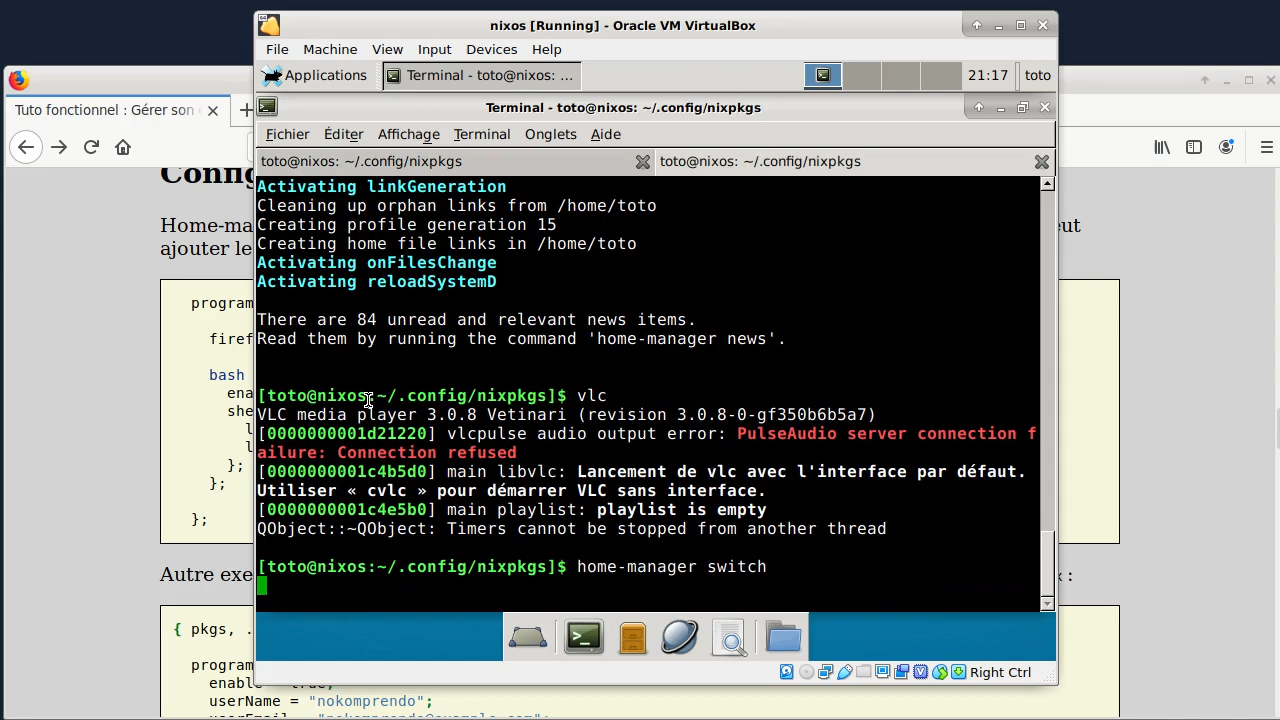 nixos [Running] - Oracle VM VirtualBox
File Machine View Input Devices Help
Applications Terminal - toto@nixos: ... 21:17 toto
Tuto fonctionnel : Gérer son
Terminal - toto@nixos: ~/.config/nixpkgs
Fichier Éditer Affichage Terminal Onglets Aide
toto@nixos: ~/.config/nixpkgs toto@nixos: ~/.config/nixpkgs
Activating linkGeneration
Cleaning up orphan links from /home/toto
Creating profile generation 15
Creating home file links in /home/toto
Activating onFilesChange
Activating reloadSystemD
There are 84 unread and relevant news items.
Read them by running the command 'home-manager news'.
[toto@nixos:~/.config/nixpkgs]$ vlc
VLC media player 3.0.8 Vetinari (revision 3.0.8-0-gf350b6b5a7)
[0000000001d21220] vlcpulse audio output error: PulseAudio server connection f
ailure: Connection refused
[0000000001c4b5d0] main libvlc: Lancement de vlc avec l'interface par défaut.
Utiliser « cvlc » pour démarrer VLC sans interface.
[0000000001c4e5b0] main playlist: playlist is empty
QObject::~QObject: Timers cannot be stopped from another thread
[toto@nixos:~/.config/nixpkgs]$ home-manager switch
Right Ctrl
Config
Home-ma
ajouter le
program
firef
bash
ena
she
l
l
};
};
};
Autre exe
{ pkgs, .
program
enable true;
userName = "nokomprendo";